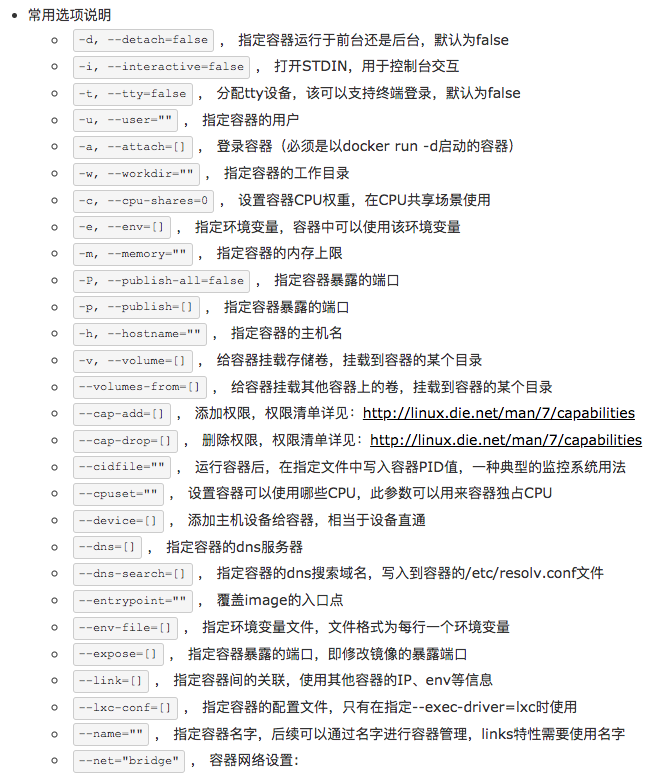 常用选项说明
-d, --detach=false ， 指定容器运行于前台还是后台，默认为false
-i, --interactive=false ， 打开STDIN，用于控制台交互
-t, --tty=false ， 分配tty设备，该可以支持终端登录，默认为false
-u, --user="" ， 指定容器的用户
-a, --attach=[] ， 登录容器（必须是以docker run -d启动的容器）
-w, --workdir="" ， 指定容器的工作目录
-c, --cpu-shares=0 ， 设置容器CPU权重，在CPU共享场景使用
-e, --env=[] ， 指定环境变量，容器中可以使用该环境变量
-m, --memory="" ， 指定容器的内存上限
-P, --publish-all=false ， 指定容器暴露的端口
-p, --publish=[] ， 指定容器暴露的端口
-h, --hostname="" ， 指定容器的主机名
-v, --volume=[] ， 给容器挂载存储卷，挂载到容器的某个目录
--volumes-from=[] ， 给容器挂载其他容器上的卷，挂载到容器的某个目录
--cap-add=[] ， 添加权限，权限清单详见：http://linux.die.net/man/7/capabilities
--cap-drop=[] ， 删除权限，权限清单详见：http://linux.die.net/man/7/capabilities
--cidfile="" ， 运行容器后，在指定文件中写入容器PID值，一种典型的监控系统用法
--cpuset="" ， 设置容器可以使用哪些CPU，此参数可以用来容器独占CPU
--device=[] ， 添加主机设备给容器，相当于设备直通
--dns=[] ， 指定容器的dns服务器
--dns-search=[] ， 指定容器的dns搜索域名，写入到容器的/etc/resolv.conf文件
--entrypoint="" ， 覆盖image的入口点
--env-file=[] ， 指定环境变量文件，文件格式为每行一个环境变量
--expose=[] ， 指定容器暴露的端口，即修改镜像的暴露端口
--link=[] ， 指定容器间的关联，使用其他容器的IP、env等信息
--lxc-conf=[] ， 指定容器的配置文件，只有在指定--exec-driver=lxc时使用
--name="" ， 指定容器名字，后续可以通过名字进行容器管理，links特性需要使用名字
--net="bridge" ， 容器网络设置：